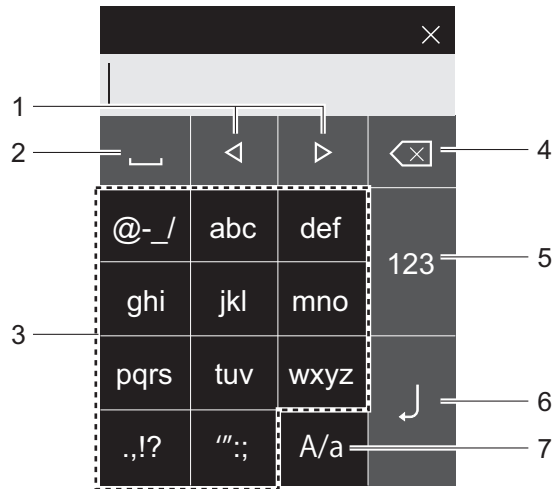 1
2 4
@-_/ abc def
123 5
ghi jkl mno
3
pqrs tuv wxyz
6
.,!? ‘”:; A/a 7